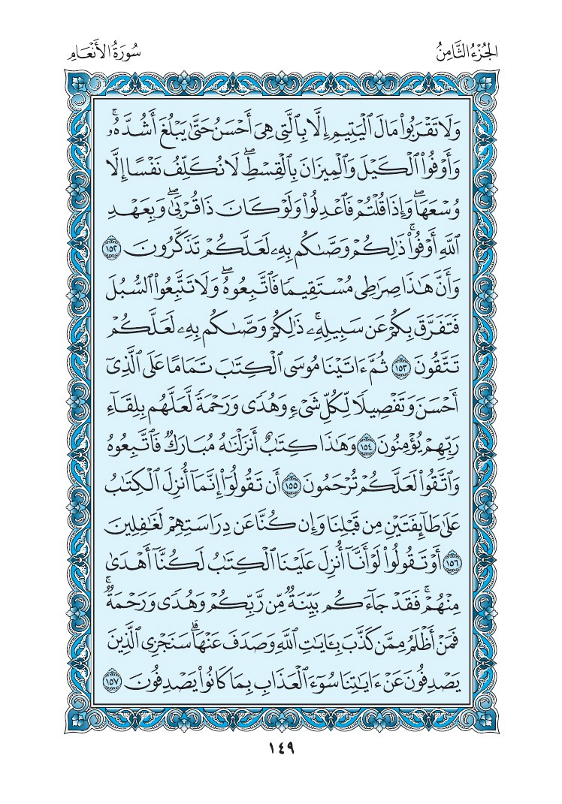 الجُزْءُ الثَّامِنُ
سُورَةُ الأَنْعَامِ
وَلَا تَقْرَبُوا۟ مَالَ ٱلْيَتِيمِ إِلَّا بِٱلَّتِى هِىَ أَحْسَنُ حَتَّىٰ يَبْلُغَ أَشُدَّهُۥۚ
وَأَوْفُوا۟ ٱلْكَيْلَ وَٱلْمِيزَانَ بِٱلْقِسْطِۖ لَا نُكَلِّفُ نَفْسًا إِلَّا
وُسْعَهَاۖ وَإِذَا قُلْتُمْ فَٱعْدِلُوا۟ وَلَوْ كَانَ ذَا قُرْبَىٰۖ وَبِعَهْدِ
ٱللَّهِ أَوْفُوا۟ۚ ذَٰلِكُمْ وَصَّىٰكُم بِهِۦ لَعَلَّكُمْ تَذَكَّرُونَ ١٥٢
وَأَنَّ هَٰذَا صِرَٰطِى مُسْتَقِيمًا فَٱتَّبِعُوهُۖ وَلَا تَتَّبِعُوا۟ ٱلسُّبُلَ
فَتَفَرَّقَ بِكُمْ عَن سَبِيلِهِۦۚ ذَٰلِكُمْ وَصَّىٰكُم بِهِۦ لَعَلَّكُمْ
تَتَّقُونَ ١٥٣ ثُمَّ ءَاتَيْنَا مُوسَى ٱلْكِتَٰبَ تَمَامًا عَلَى ٱلَّذِىٓ
أَحْسَنَ وَتَفْصِيلًا لِّكُلِّ شَىْءٍ وَهُدًى وَرَحْمَةً لَّعَلَّهُم بِلِقَآءِ
رَبِّهِمْ يُؤْمِنُونَ ١٥٤ وَهَٰذَا كِتَٰبٌ أَنزَلْنَٰهُ مُبَارَكٌ فَٱتَّبِعُوهُ
وَٱتَّقُوا۟ لَعَلَّكُمْ تُرْحَمُونَ ١٥٥ أَن تَقُولُوٓا۟ إِنَّمَآ أُنزِلَ ٱلْكِتَٰبُ
عَلَىٰ طَآئِفَتَيْنِ مِن قَبْلِنَا وَإِن كُنَّا عَن دِرَاسَتِهِمْ لَغَٰفِلِينَ
١٥٦ أَوْ تَقُولُوا۟ لَوْ أَنَّآ أُنزِلَ عَلَيْنَا ٱلْكِتَٰبُ لَكُنَّآ أَهْدَىٰ
مِنْهُمْۚ فَقَدْ جَآءَكُم بَيِّنَةٌ مِّن رَّبِّكُمْ وَهُدًى وَرَحْمَةٌۚ
فَمَنْ أَظْلَمُ مِمَّن كَذَّبَ بِـَٔايَٰتِ ٱللَّهِ وَصَدَفَ عَنْهَاۗ سَنَجْزِى ٱلَّذِينَ
يَصْدِفُونَ عَنْ ءَايَٰتِنَا سُوٓءَ ٱلْعَذَابِ بِمَا كَانُوا۟ يَصْدِفُونَ ١٥٧
١٤٩